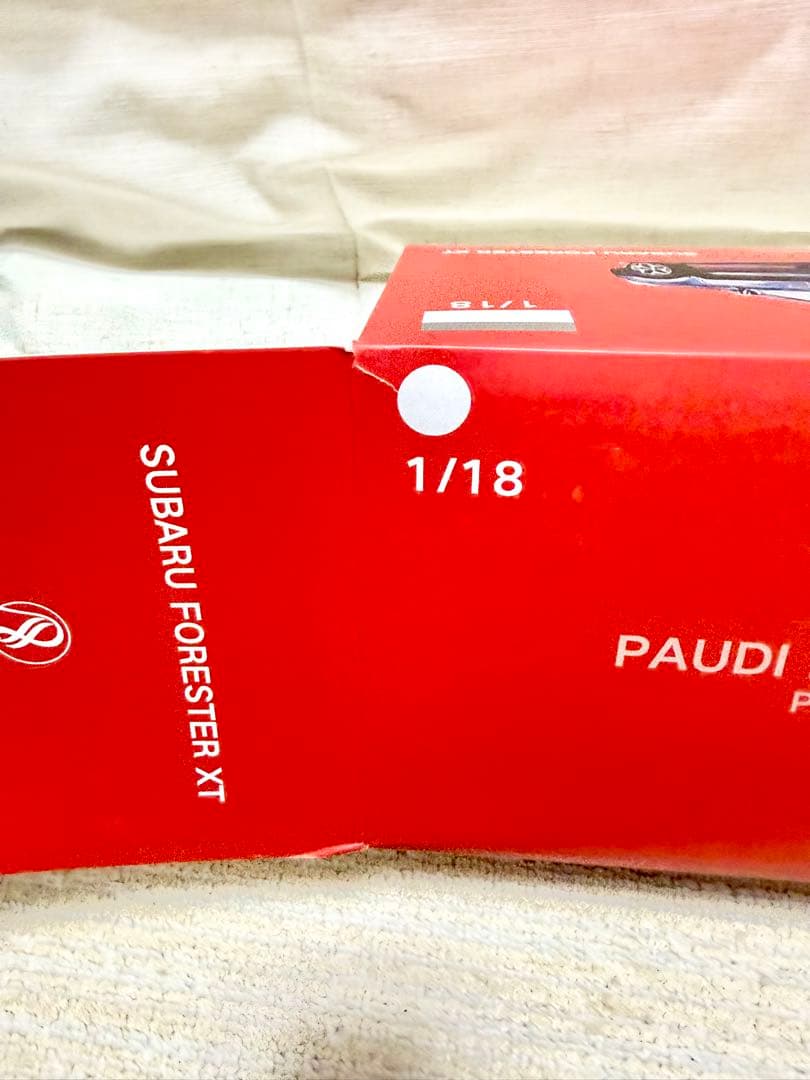 1/18
1/18
SUBARU FORESTER XT
PAUDI
P